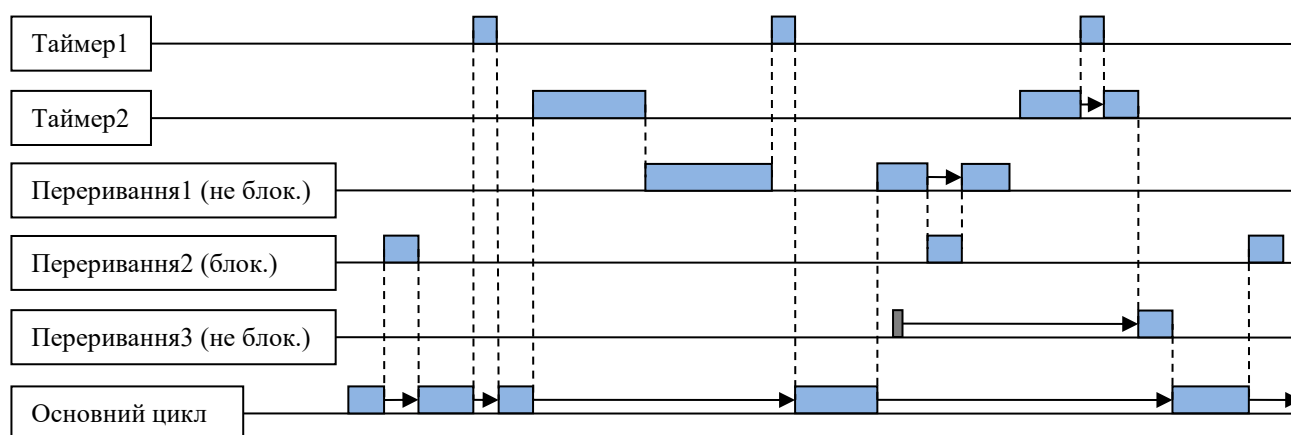 Таймер1
Таймер2
Переривання1 (не блок.)
Переривання2 (блок.)
Переривання3 (не блок.)
Основний цикл